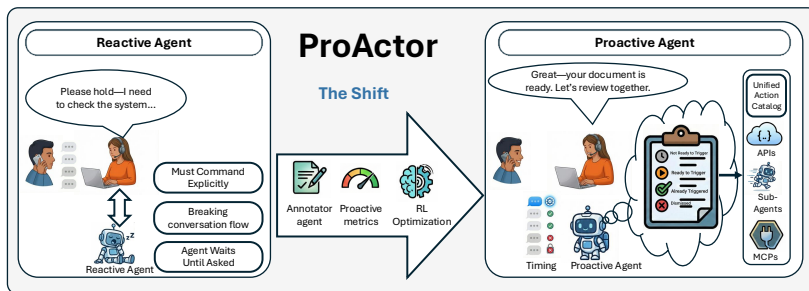 Reactive Agent
Please hold—I need
to check the system...
Must Command
Explicitly
Breaking
conversation flow
Agent Waits
Until Asked
zz
Reactive Agent
ProActor
The Shift
Annotator
agent
Proactive
metrics
RL
Optimization
Proactive Agent
Great—your document is
ready. Let's review together.
Not Ready to Trigger
Ready to Trigger
Already Triggered
Dismissed
Timing
Proactive Agent
Unified
Action
Catalog
{..}
APIs
Sub-
Agents
MCPs